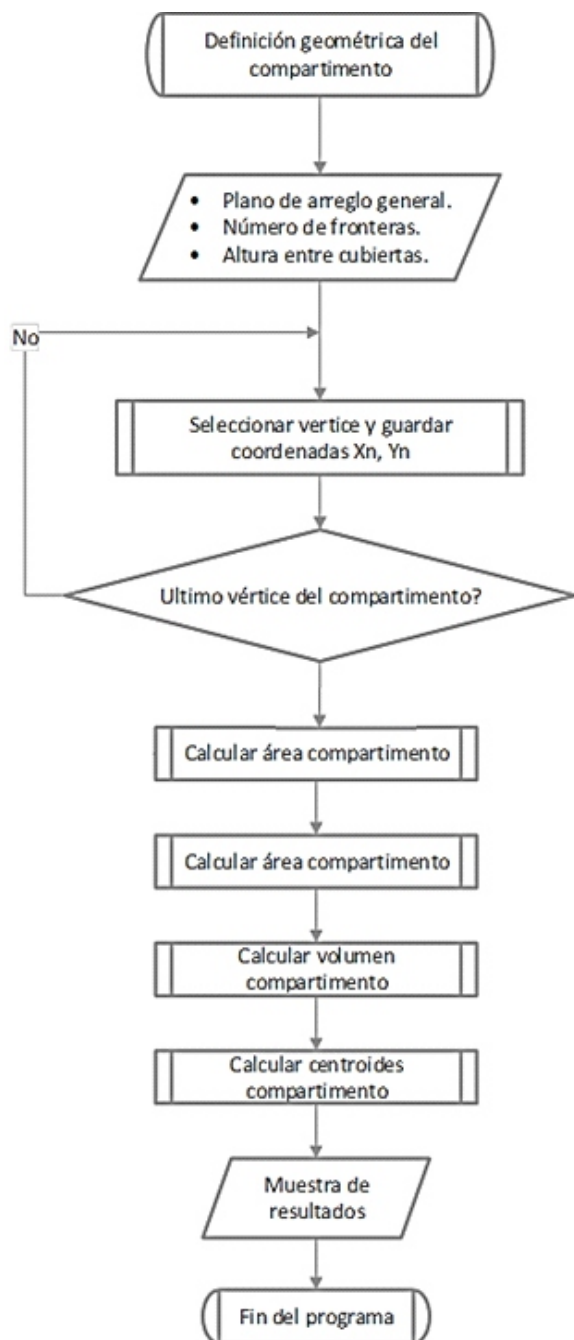 Definición geométrica del
compartimento
• Plano de arreglo general.
• Número de fronteras.
• Altura entre cubiertas.
No
Seleccionar vertice y guardar
coordenadas Xn, Yn
Ultimo vértice del compartimento?
Calcular área compartimento
Calcular área compartimento
Calcular volumen
compartimento
Calcular centroides
compartimento
Muestra de
resultados
Fin del programa